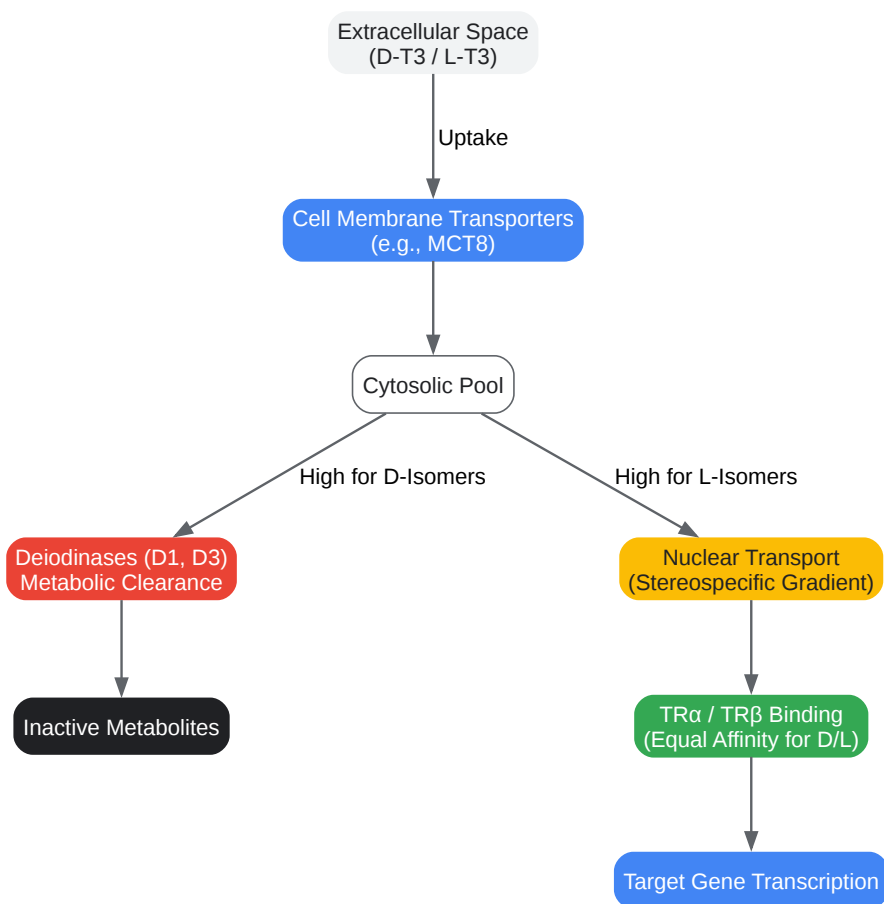 Extracellular Space
(D-T3 / L-T3)
Uptake
Cell Membrane Transporters
(e.g., MCT8)
Cytosolic Pool
High for D-Isomers
High for L-Isomers
Deiodinases (D1, D3)
Metabolic Clearance
Nuclear Transport
(Stereospecific Gradient)
Inactive Metabolites
TRα / TRβ Binding
(Equal Affinity for D/L)
Target Gene Transcription